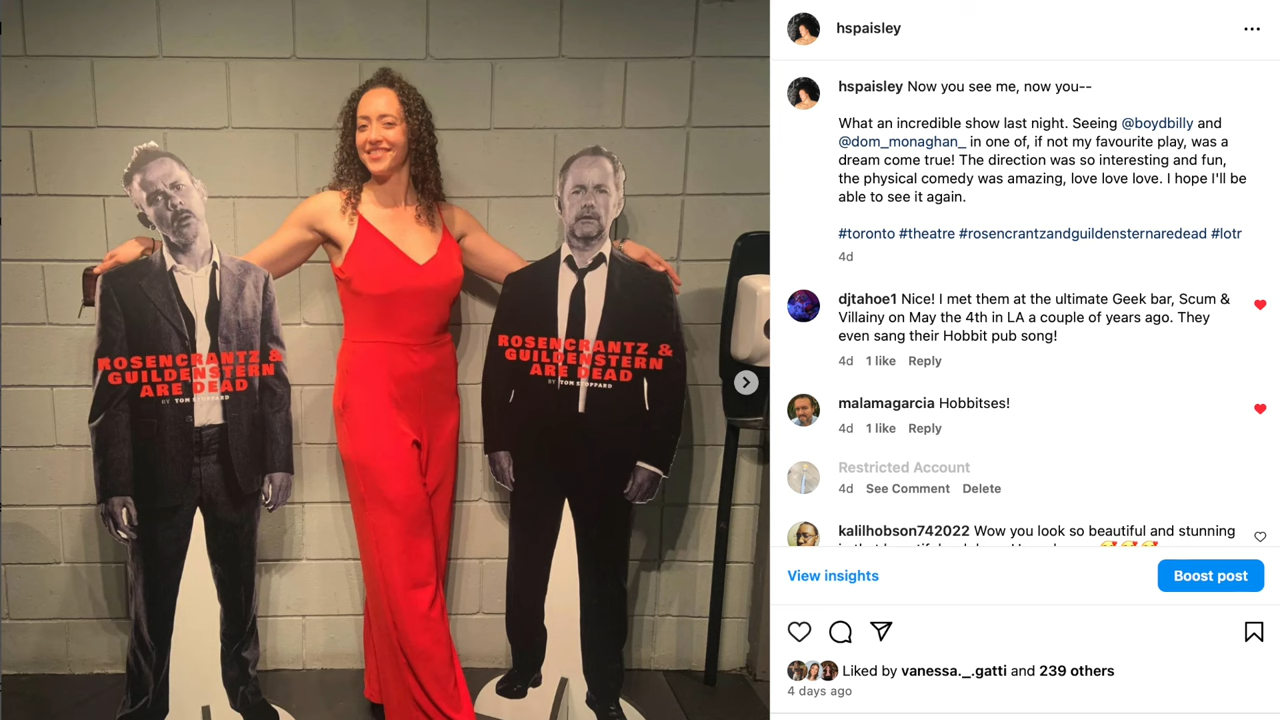 ROSENCRANTZ &
GUILDENSTERN
ARE DEAD
BY TOM STOPPARD
ROSENCRANTZ &
GUILDENSTERN
ARE DEAD
BY TOM STOPPARD
hspaisley
hspaisley Now you see me, now you--
What an incredible show last night. Seeing @boydbilly and
@dom_monaghan_ in one of, if not my favourite play, was a
dream come true! The direction was so interesting and fun,
the physical comedy was amazing, love love love. I hope I'll be
able to see it again.
#toronto #theatre #rosencrantzandguildensternaredead #lotr
4d
djtahoe1 Nice! I met them at the ultimate Geek bar, Scum &
Villainy on May the 4th in LA a couple of years ago. They
even sang their Hobbit pub song!
4d 1 like Reply
malamagarcia Hobbitses!
4d 1 like Reply
Restricted Account
4d See Comment Delete
kalilhobson742022 Wow you look so beautiful and stunning
View insights
Boost post
Liked by vanessa._.gatti and 239 others
4 days ago